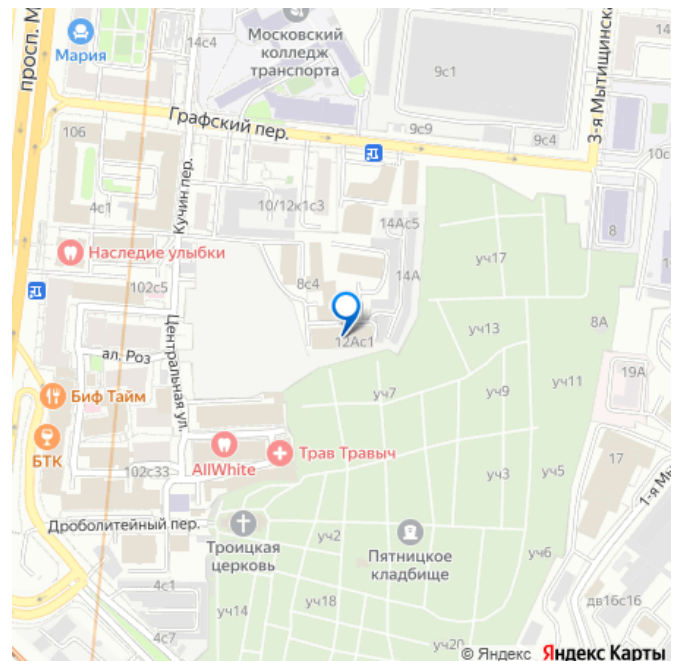 просп. М
Мария
14с4
Московский
колледж
транспорта
9с1
3-я Мытищинска
14
106
Графский пер.
9с9
9с4
10с
4с1
Кучин пер.
10/12к1с3
14Ас5
8
Наследие улыбки
102с5
8с4
14А
уч17
Центральная ул.
ал. Роз
12Ас1
уч13
8А
Биф Тайм
уч7
уч9
уч11
19А
БТК
AllWhite
Трав Травыч
102с33
уч3
уч5
17
1-я Мы
Дроболитейный пер.
Троицкая
церковь
уч2
Пятницкое
кладбище
уч6
4с1
уч14
уч18
дв16с16
4с7
уч20
© Яндекс Яндекс Карты